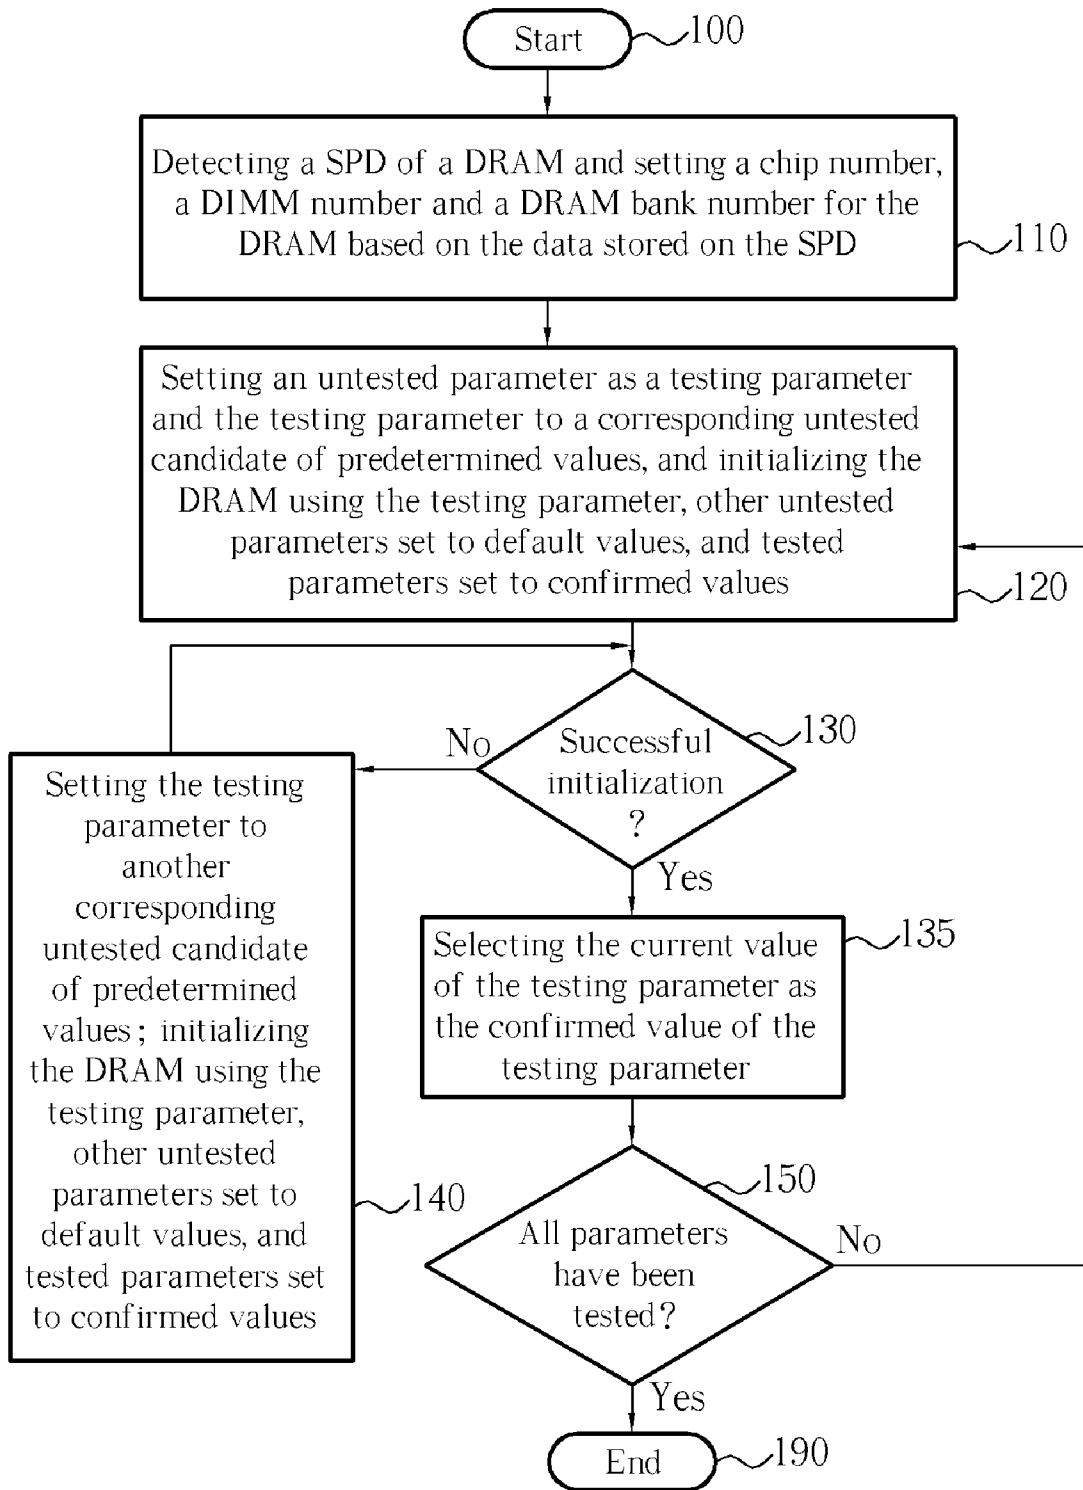 Start
100
Detecting a SPD of a DRAM and setting a chip number,
a DIMM number and a DRAM bank number for the
DRAM based on the data stored on the SPD
110
Setting an untested parameter as a testing parameter
and the testing parameter to a corresponding untested
candidate of predetermined values, and initializing the
DRAM using the testing parameter, other untested
parameters set to default values, and tested
parameters set to confirmed values
120
No
Successful
initialization
?
130
Yes
Setting the testing
parameter to
another
corresponding
untested candidate
of predetermined
values; initializing
the DRAM using the
testing parameter,
other untested
parameters set to
default values, and
tested parameters set
to confirmed values
140
Selecting the current value
of the testing parameter as
the confirmed value of the
testing parameter
135
All parameters
have been
tested?
150
No
Yes
End
190